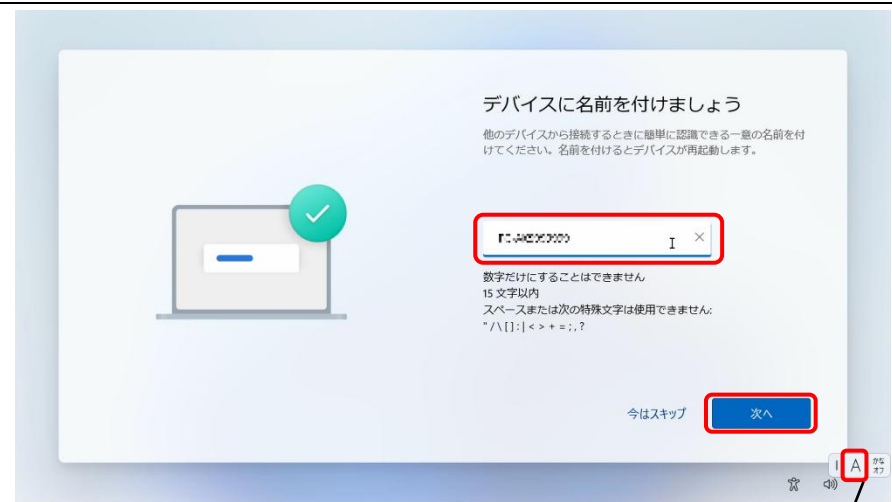 デバイスに名前を付けましょう
他のデバイスから接続するときに簡単に認識できる一意の名前を付
けてください。名前を付けるとデバイスが再起動します。
数字だけにすることはできません
15 文字以内
スペースまたは次の特殊文字は使用できません:
"/\[]:|<>+=;,?
今はスキップ
次へ
A
かな
オフ